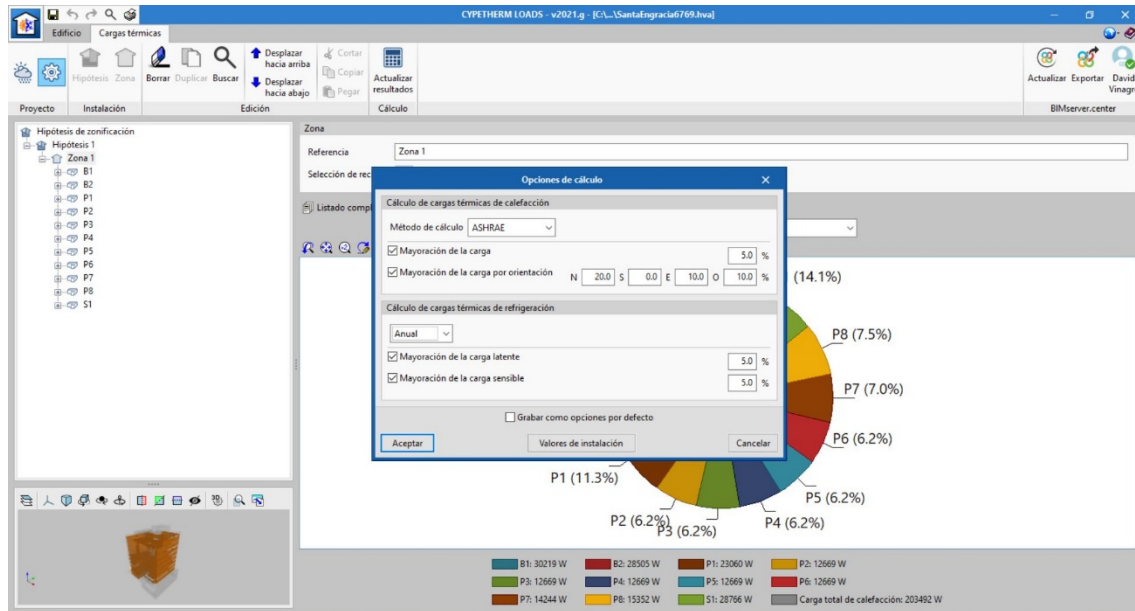 CYPETHERM LOADS - v2021.g - [C:\...\SantaEngracia6769.hva]
Edificio Cargas térmicas
Hipótesis Zona Borrar Duplicar Buscar
Desplazar hacia arriba
Desplazar hacia abajo
Cortar
Copiar
Pegar
Actualizar resultados
Actualizar Exportar David Vinagr
Proyecto Instalación Edición Cálculo BIMserver.center
Hipótesis de zonificación
Hipótesis 1
Zona 1
B1
B2
P1
P2
P3
P4
P5
P6
P7
P8
S1
Zona
Referencia Zona 1
Selección de rec
Listado compl
Opciones de cálculo
Cálculo de cargas térmicas de calefacción
Método de cálculo ASHRAE
Mayoración de la carga 5.0 %
Mayoración de la carga por orientación N 20.0 S 0.0 E 10.0 O 10.0 %
Cálculo de cargas térmicas de refrigeración
Anual
Mayoración de la carga latente 5.0 %
Mayoración de la carga sensible 5.0 %
Grabar como opciones por defecto
Aceptar Valores de instalación Cancelar
(14.1%)
P8 (7.5%)
P7 (7.0%)
P6 (6.2%)
P5 (6.2%)
P4 (6.2%)
P3 (6.2%)
P2 (6.2%)
P1 (11.3%)
B1: 30219 W B2: 28505 W P1: 23060 W P2: 12669 W
P3: 12669 W P4: 12669 W P5: 12669 W P6: 12669 W
P7: 14244 W P8: 15352 W S1: 28766 W Carga total de calefacción: 203492 W